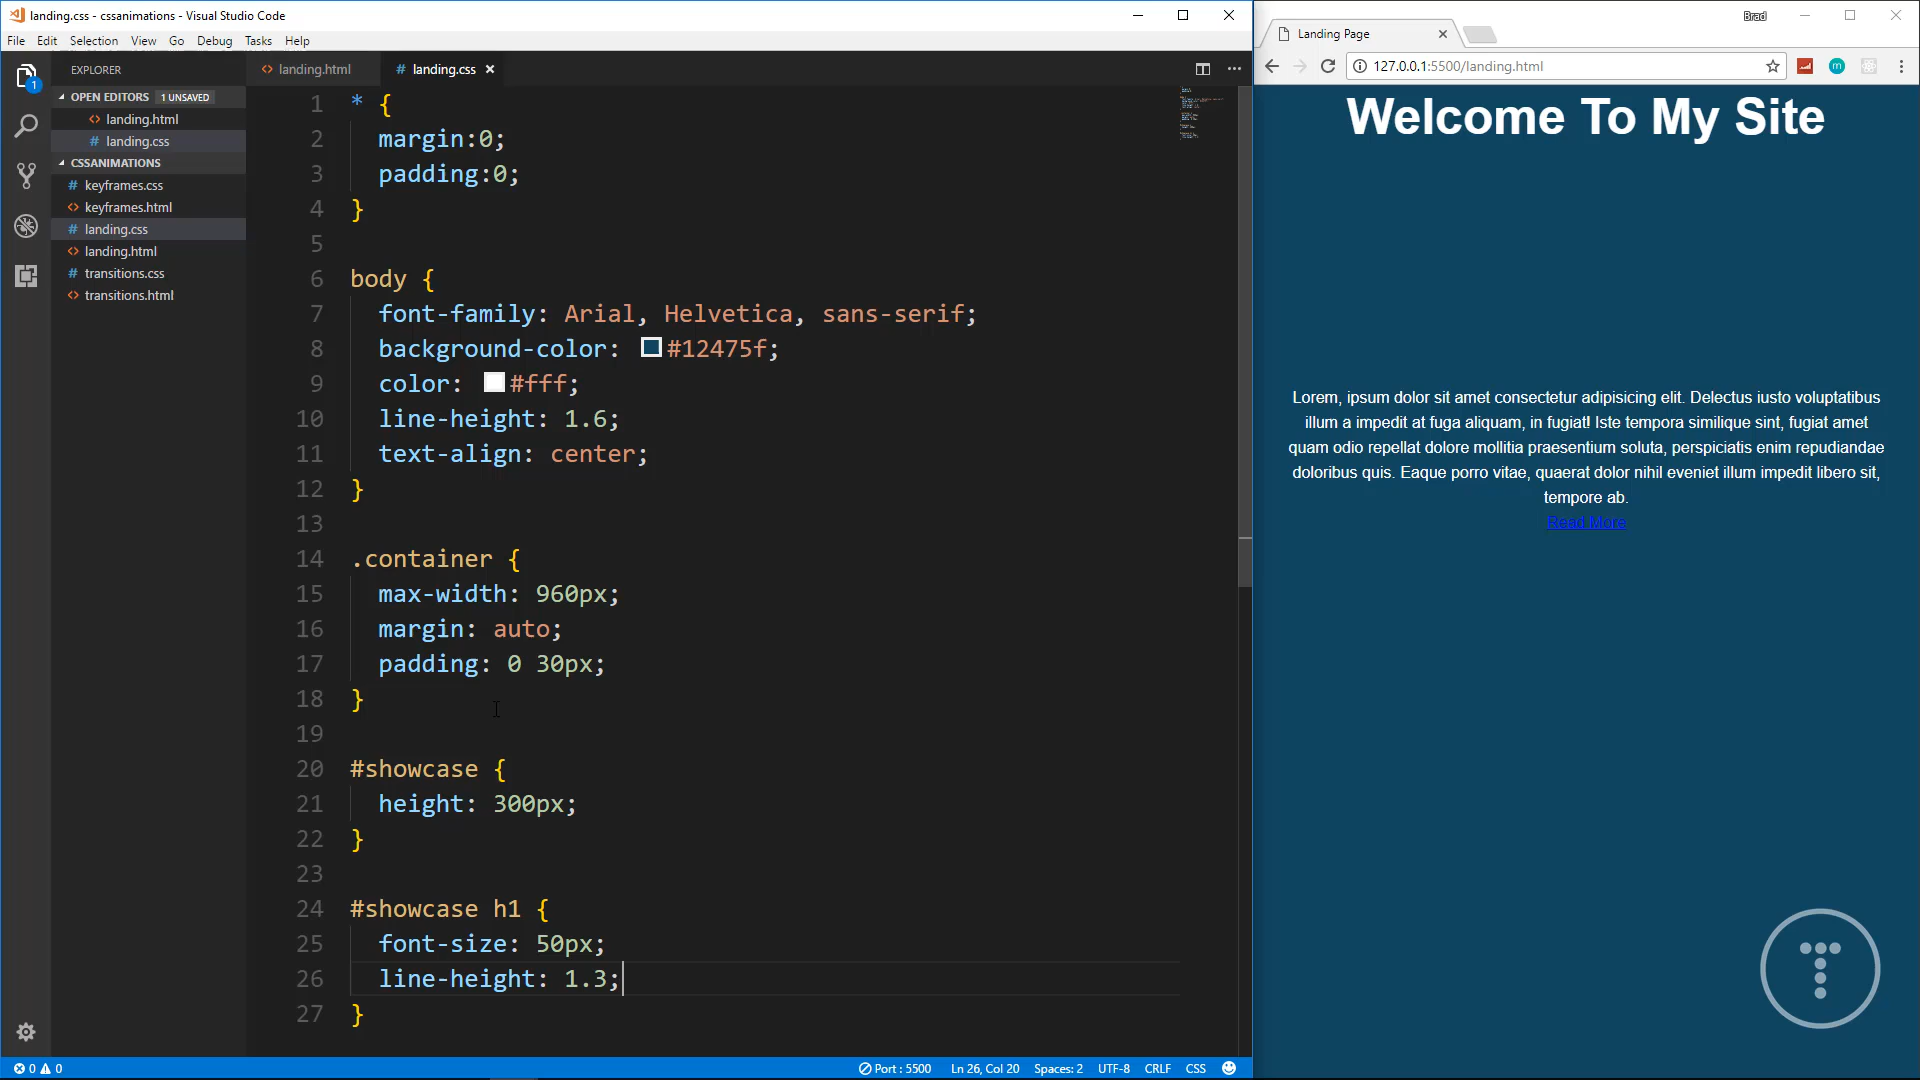 landing.css - cssanimations - Visual Studio Code
File Edit Selection View Go Debug Tasks Help
1
EXPLORER
OPEN EDITORS 1 UNSAVED
<> landing.html
# landing.css
CSSANIMATIONS
# keyframes.css
<> keyframes.html
# landing.css
<> landing.html
# transitions.css
<> transitions.html
<> landing.html # landing.css
1 * {
2 margin:0;
3 padding:0;
4 }
5
6 body {
7 font-family: Arial, Helvetica, sans-serif;
8 background-color: #12475f;
9 color: #fff;
10 line-height: 1.6;
11 text-align: center;
12 }
13
14 .container {
15 max-width: 960px;
16 margin: auto;
17 padding: 0 30px;
18 }
19
20 #showcase {
21 height: 300px;
22 }
23
24 #showcase h1 {
25 font-size: 50px;
26 line-height: 1.3;
27 }
0 0 Port : 5500 Ln 26, Col 20 Spaces: 2 UTF-8 CRLF CSS
Brad
Landing Page
127.0.0.1:5500/landing.html
m
Welcome To My Site
Lorem, ipsum dolor sit amet consectetur adipisicing elit. Delectus iusto voluptatibus
illum a impedit at fuga aliquam, in fugiat! Iste tempora similique sint, fugiat amet
quam odio repellat dolore mollitia praesentium soluta, perspiciatis enim repudiandae
doloribus quis. Eaque porro vitae, quaerat dolor nihil eveniet illum impedit libero sit,
tempore ab.
Read More